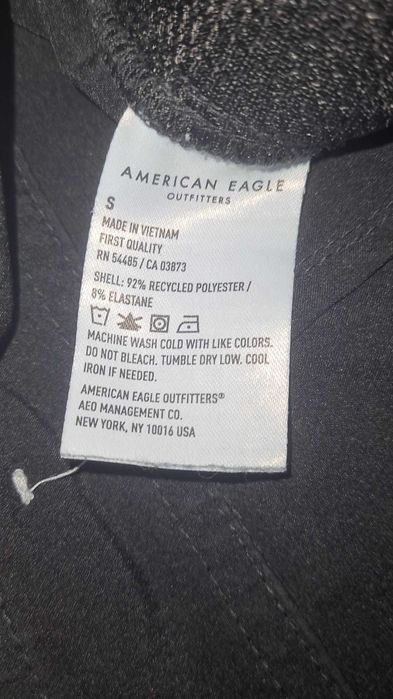 AMERICAN EAGLE
OUTFITTERS
S
MADE IN VIETNAM
FIRST QUALITY
RN 54485 / CA 03873
SHELL: 92% RECYCLED POLYESTER /
8% ELASTANE
MACHINE WASH COLD WITH LIKE COLORS.
DO NOT BLEACH. TUMBLE DRY LOW. COOL
IRON IF NEEDED.
AMERICAN EAGLE OUTFITTERS®
AEO MANAGEMENT CO.
NEW YORK, NY 10016 USA